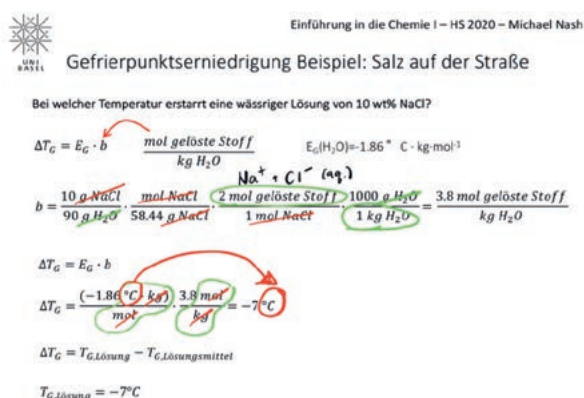 Einführung in die Chemie I – HS 2020 – Michael Nash
UNI
BASEL
Gefrierpunktserniedrigung Beispiel: Salz auf der Straße
Bei welcher Temperatur erstarrt eine wässriger Lösung von 10 wt% NaCl?
ΔT_G = E_G · b    mol gelöste Stoff / kg H₂O    E_G(H₂O)=-1.86° C · kg·mol⁻¹
Na⁺ + Cl⁻ (aq.)
b = 10 g NaCl / 90 g H₂O · mol NaCl / 58.44 g NaCl · 2 mol gelöste Stoff / 1 mol NaCl · 1000 g H₂O / 1 kg H₂O = 3.8 mol gelöste Stoff / kg H₂O
ΔT_G = E_G · b
ΔT_G = (−1.86 °C · kg) / mol · 3.8 mol / kg = −7 °C
ΔT_G = T_G,Lösung − T_G,Lösungsmittel
T_G,Lösung = −7°C